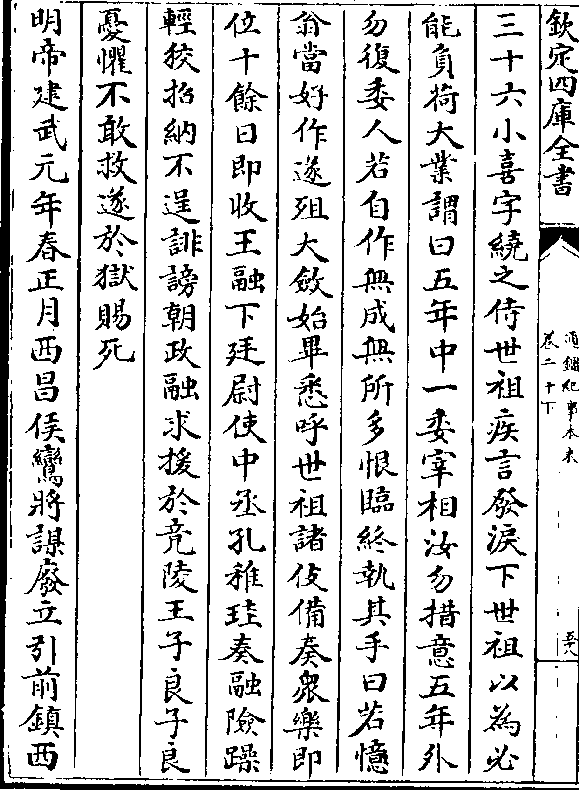 欽定四庫全書
通鑑紀事本末
卷二十下
三十六小喜字繞之侍世祖疾言發淚下世祖以為必
能負荷大業謂曰五年中一委宰相汝勿措意五年外
勿復委人若自作無成無所多恨臨終執其手曰若憶
翁當好作遂殂大斂始畢悉呼世祖諸伎備奏衆樂即
位十餘日即收王融下廷尉使中丞孔稚珪奏融險躁
輕狡招納不逞誹謗朝政融求援於竟陵王子良子良
憂懼不敢救遂於獄賜死
明帝建武元年春正月西昌侯鸞將謀廢立引前鎮西